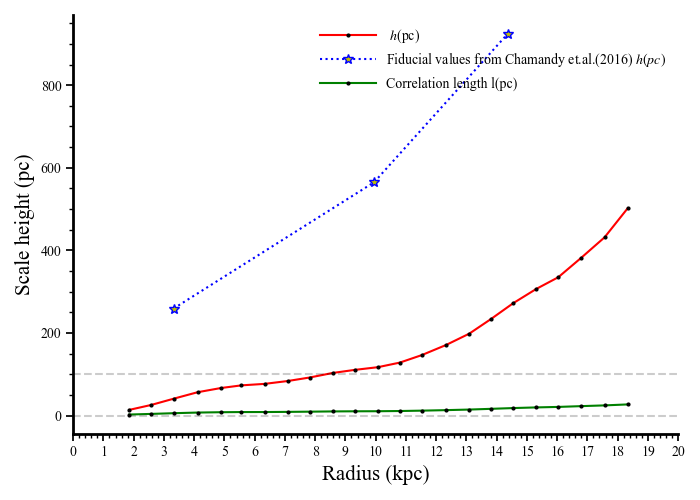 h(pc)
Fiducial values from Chamandy et.al.(2016) h(pc)
Correlation length l(pc)
Scale height (pc)
800
600
400
200
0
0 1 2 3 4 5 6 7 8 9 10 11 12 13 14 15 16 17 18 19 20
Radius (kpc)